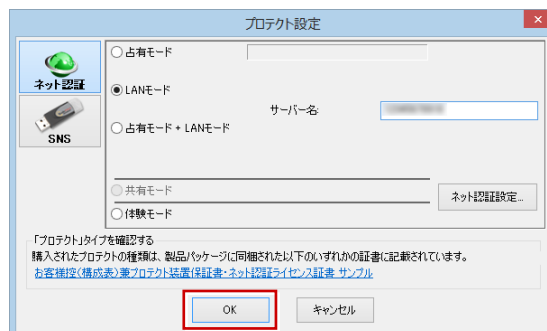 プロテクト設定
ネット認証
SNS
占有モード
LANモード
サーバー名:
占有モード + LANモード
共有モード
ネット認証設定...
体験モード
「プロテクト」タイプを確認する
購入されたプロテクトの種類は、製品パッケージに同梱された以下のいずれかの証書に記載されています。
お客様控(構成表)兼プロテクト装置保証書・ネット認証ライセンス証書 サンプル
OK
キャンセル